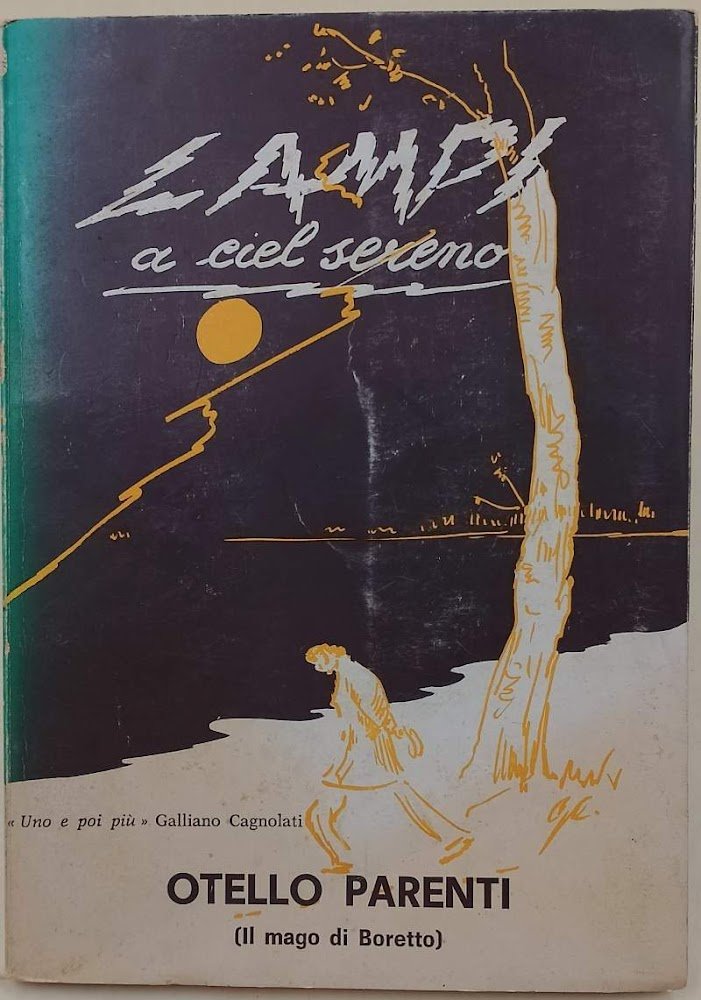 LAMPI
a ciel sereno
« Uno e poi più » Galliano Cagnolati
G.C.
OTELLO PARENTI
(Il mago di Boretto)